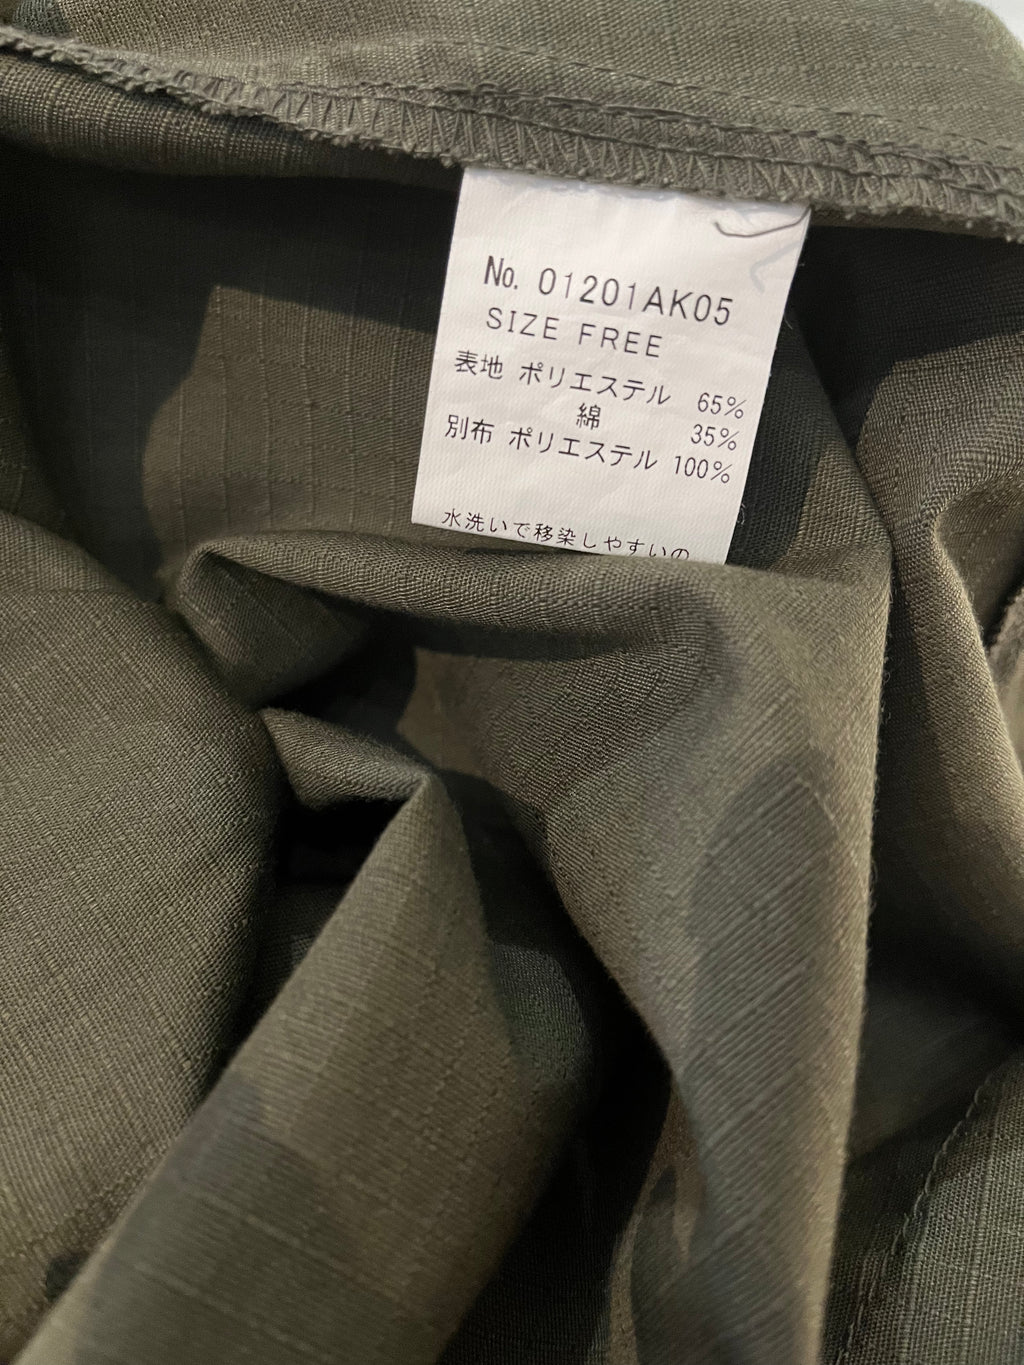 No. 01201AK05
SIZE FREE
表地 ポリエステル 65%
綿 35%
別布 ポリエステル 100%
水洗いで移染しやすいの